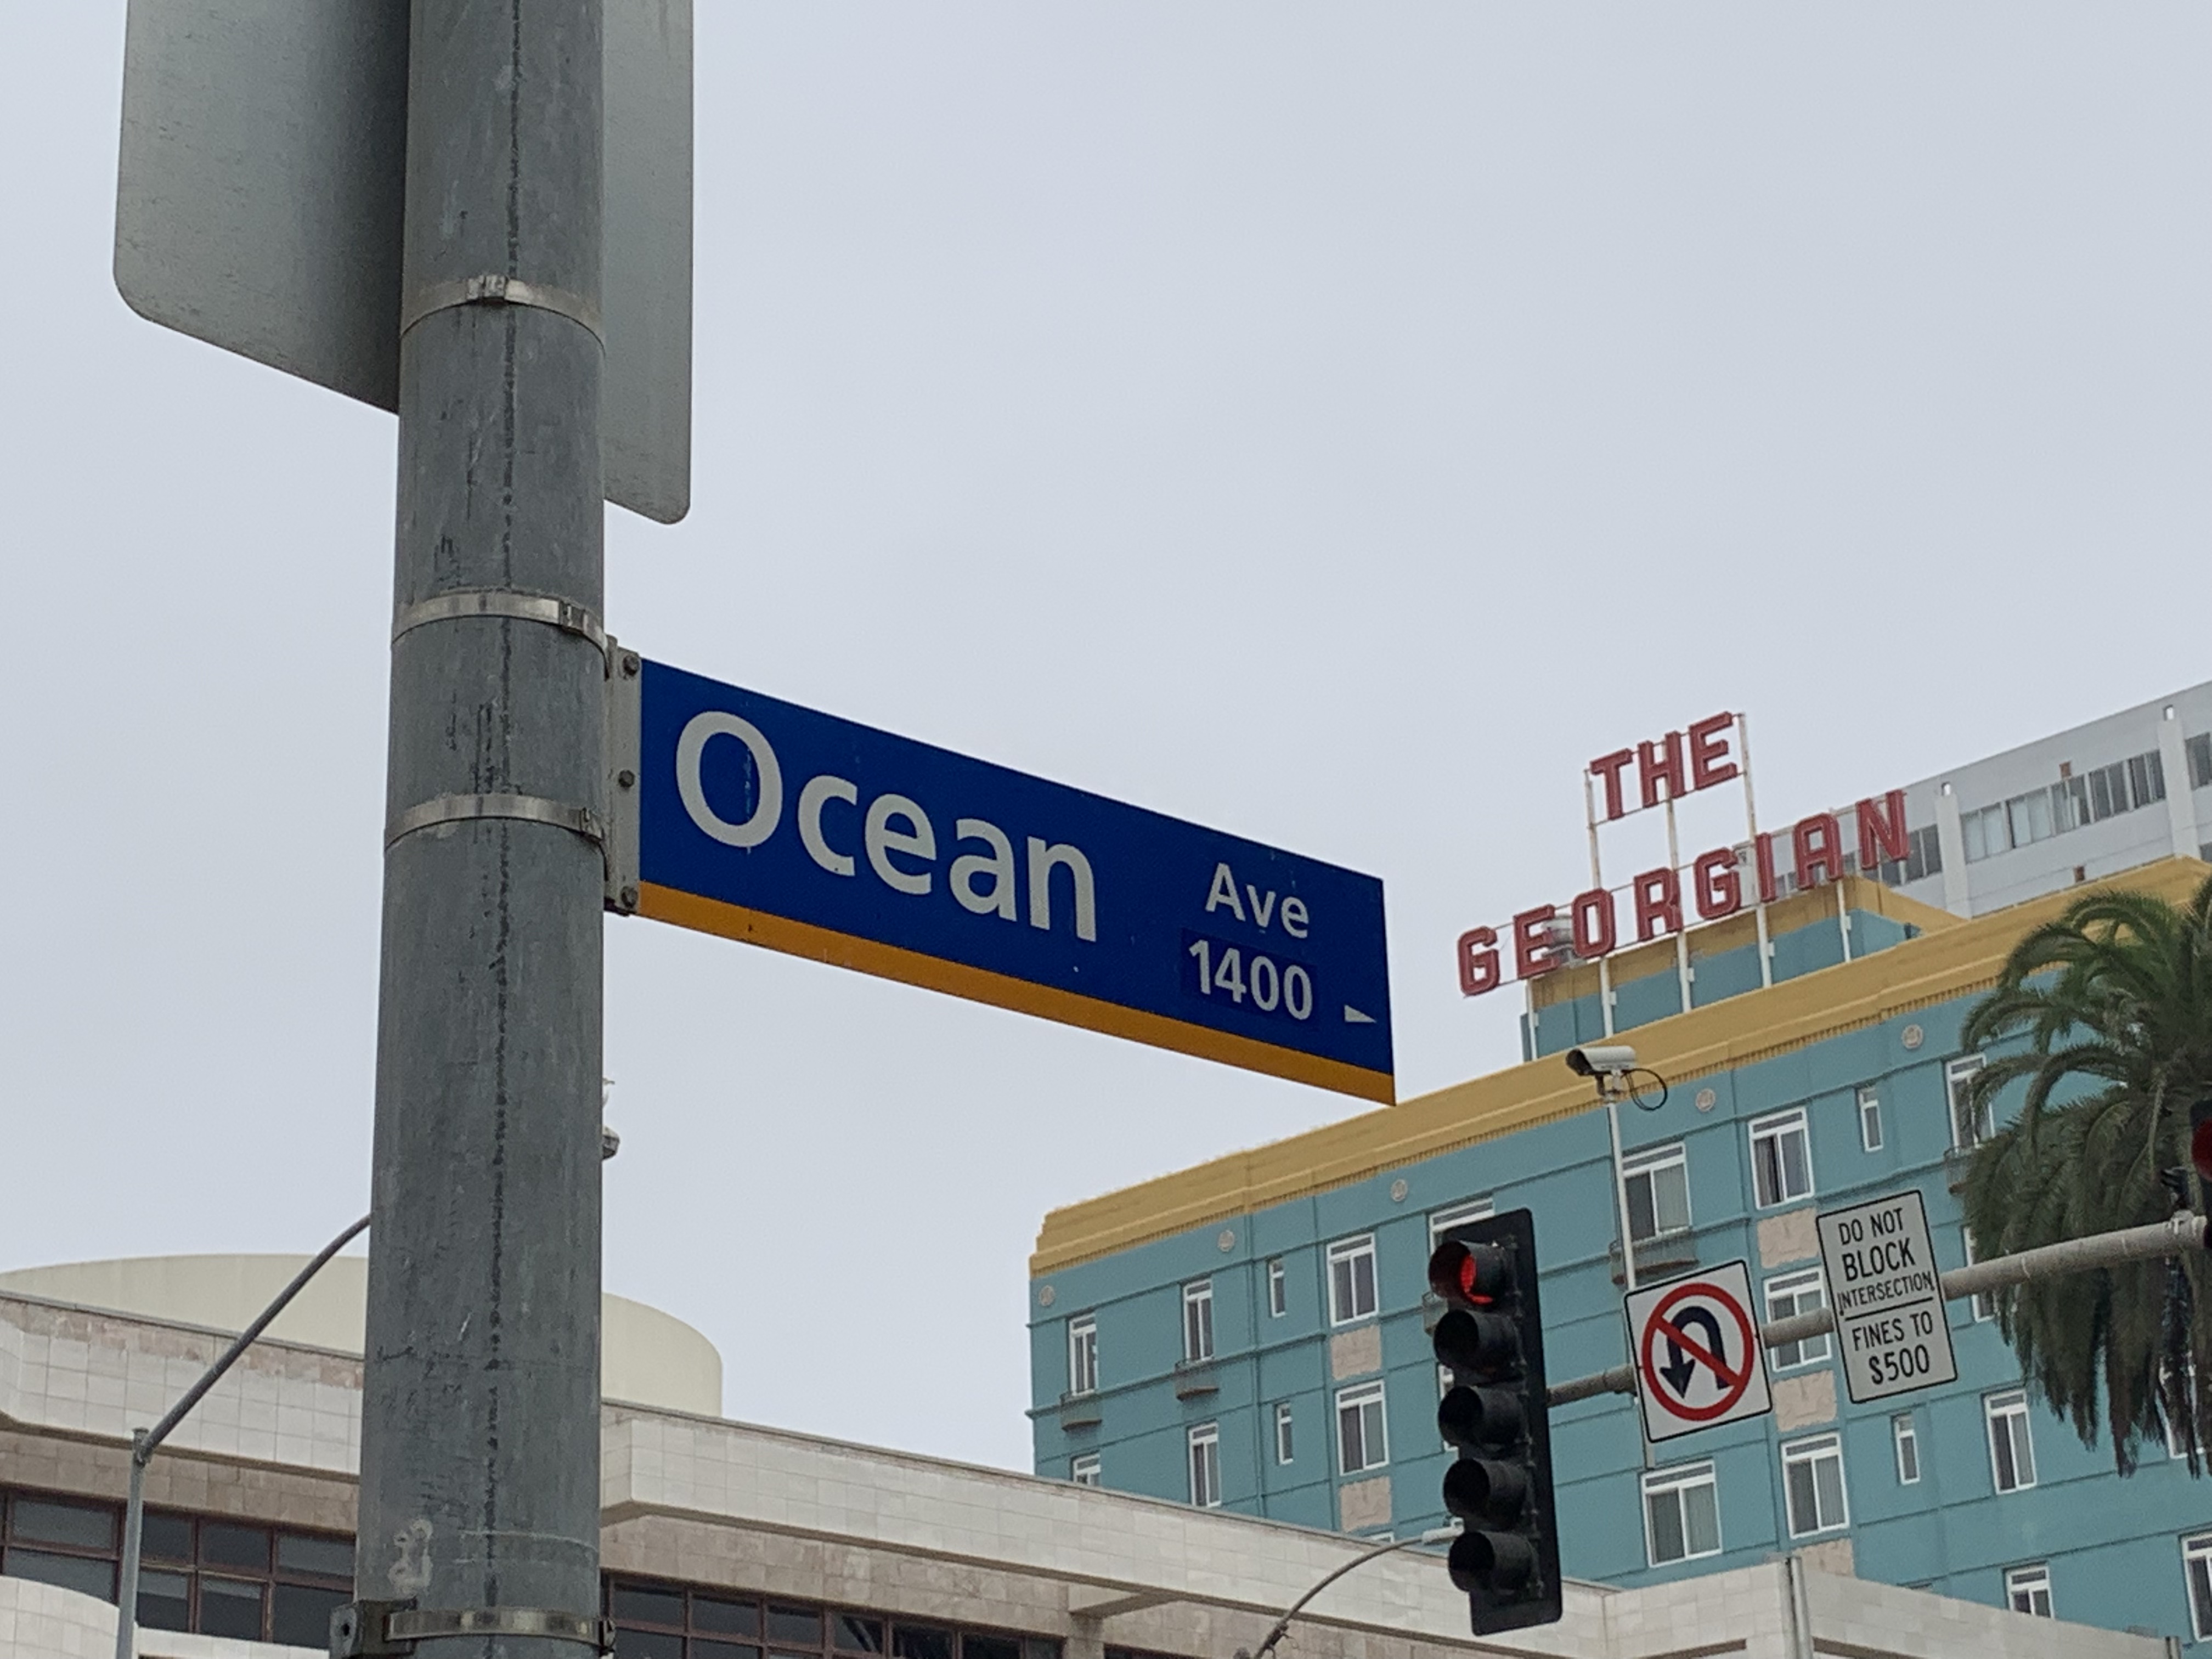 Ocean
Ave
1400
THE
GEORGIAN
DO NOT
BLOCK
INTERSECTION
FINES TO
$500